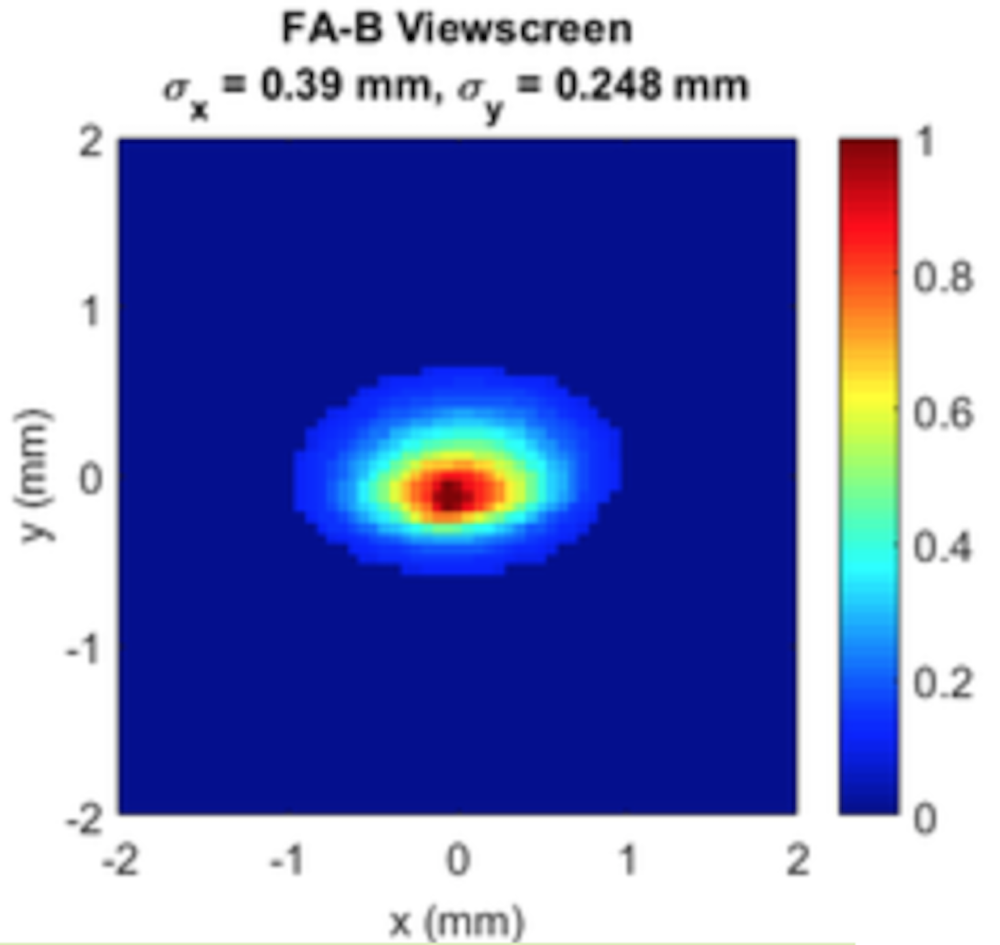 FA-B Viewscreen
σx = 0.39 mm, σy = 0.248 mm
2
1
0
-1
-2
y (mm)
-2 -1 0 1 2
x (mm)
1
0.8
0.6
0.4
0.2
0